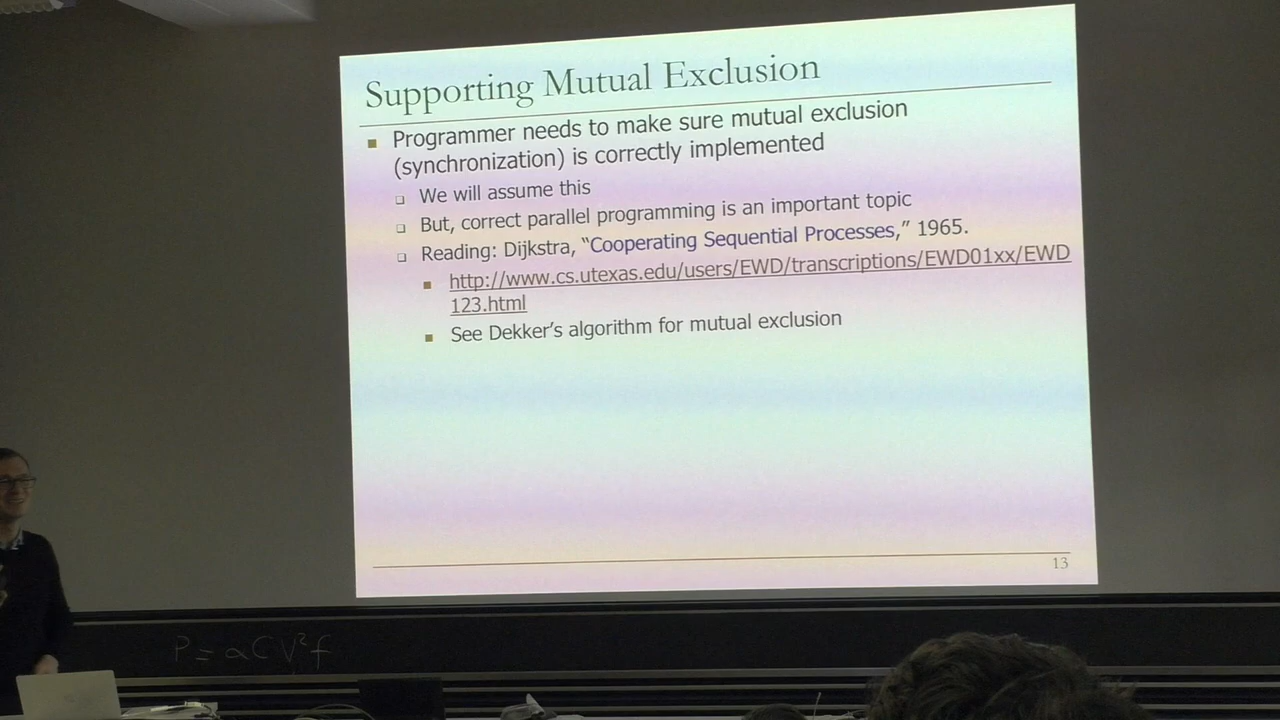 Supporting Mutual Exclusion
Programmer needs to make sure mutual exclusion
(synchronization) is correctly implemented
We will assume this
But, correct parallel programming is an important topic
Reading: Dijkstra, “Cooperating Sequential Processes,” 1965.
http://www.cs.utexas.edu/users/EWD/transcriptions/EWD01xx/EWD
123.html
See Dekker’s algorithm for mutual exclusion
13
P = αCV²f